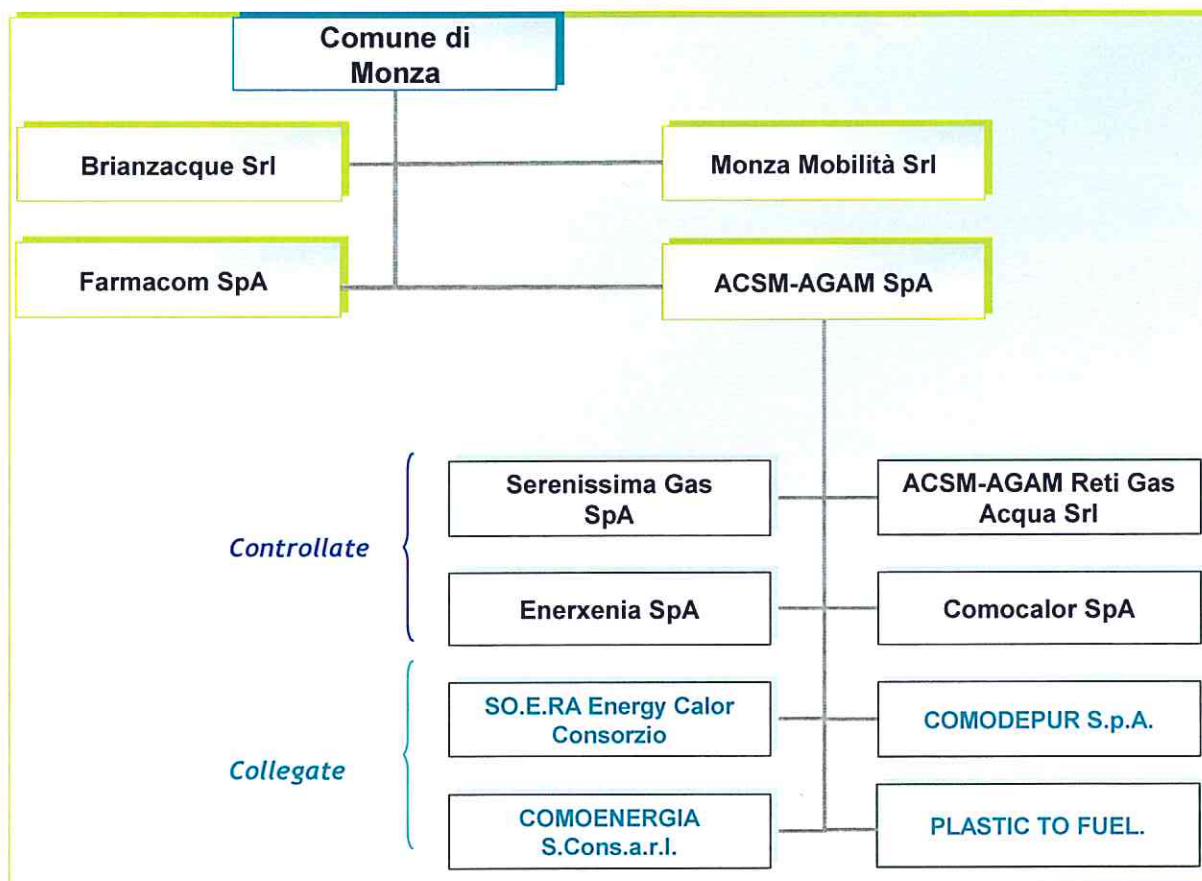 Comune di
Monza
Brianzacque Srl
Monza Mobilità Srl
Farmacom SpA
ACSM-AGAM SpA
Controllate
Serenissima Gas
SpA
ACSM-AGAM Reti Gas
Acqua Srl
Enerxenia SpA
Comocalor SpA
Collegate
SO.E.RA Energy Calor
Consorzio
COMODEPUR S.p.A.
COMOENERGIA
S.Cons.a.r.l.
PLASTIC TO FUEL.